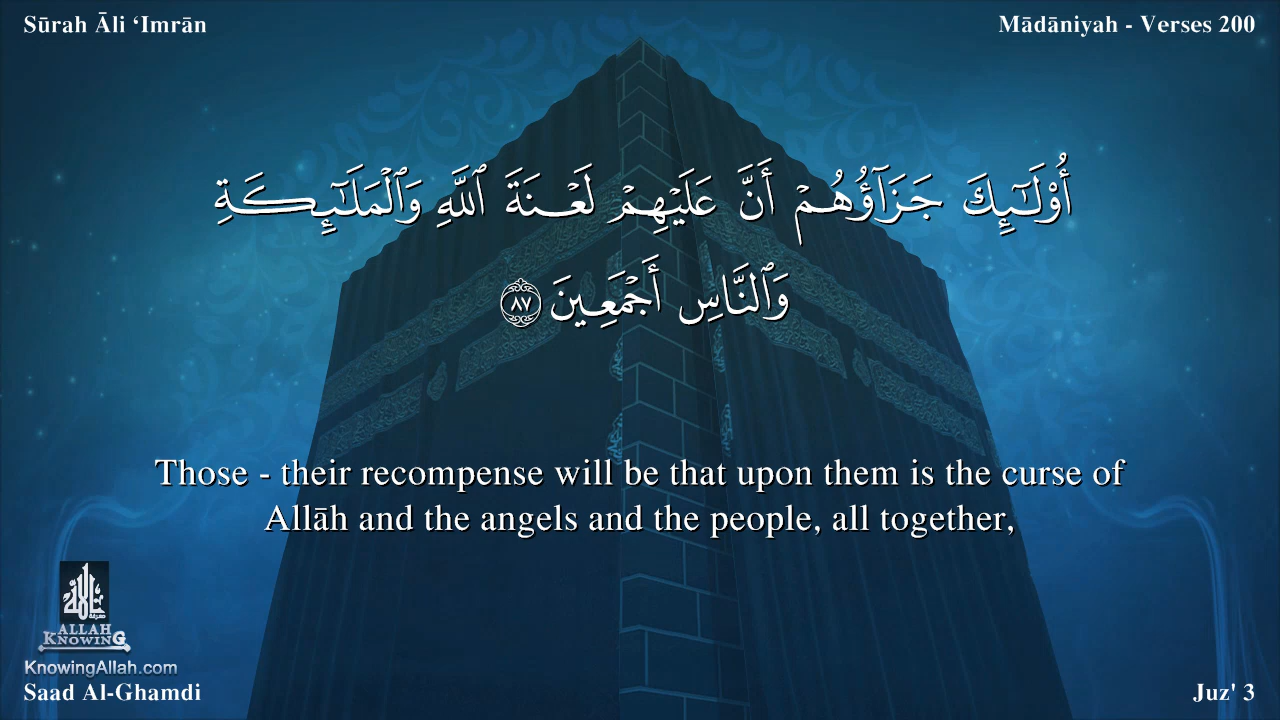 Sūrah Āli ‘Imrān
Mādāniyah - Verses 200
أُو۟لَـٰٓئِكَ جَزَآؤُهُمْ أَنَّ عَلَيْهِمْ لَعْنَةَ ٱللَّهِ وَٱلْمَلَـٰٓئِكَةِ
وَٱلنَّاسِ أَجْمَعِينَ ٨٧
Those - their recompense will be that upon them is the curse of
Allāh and the angels and the people, all together,
ALLAH
KNOWING
KnowingAllah.com
Saad Al-Ghamdi
Juz' 3